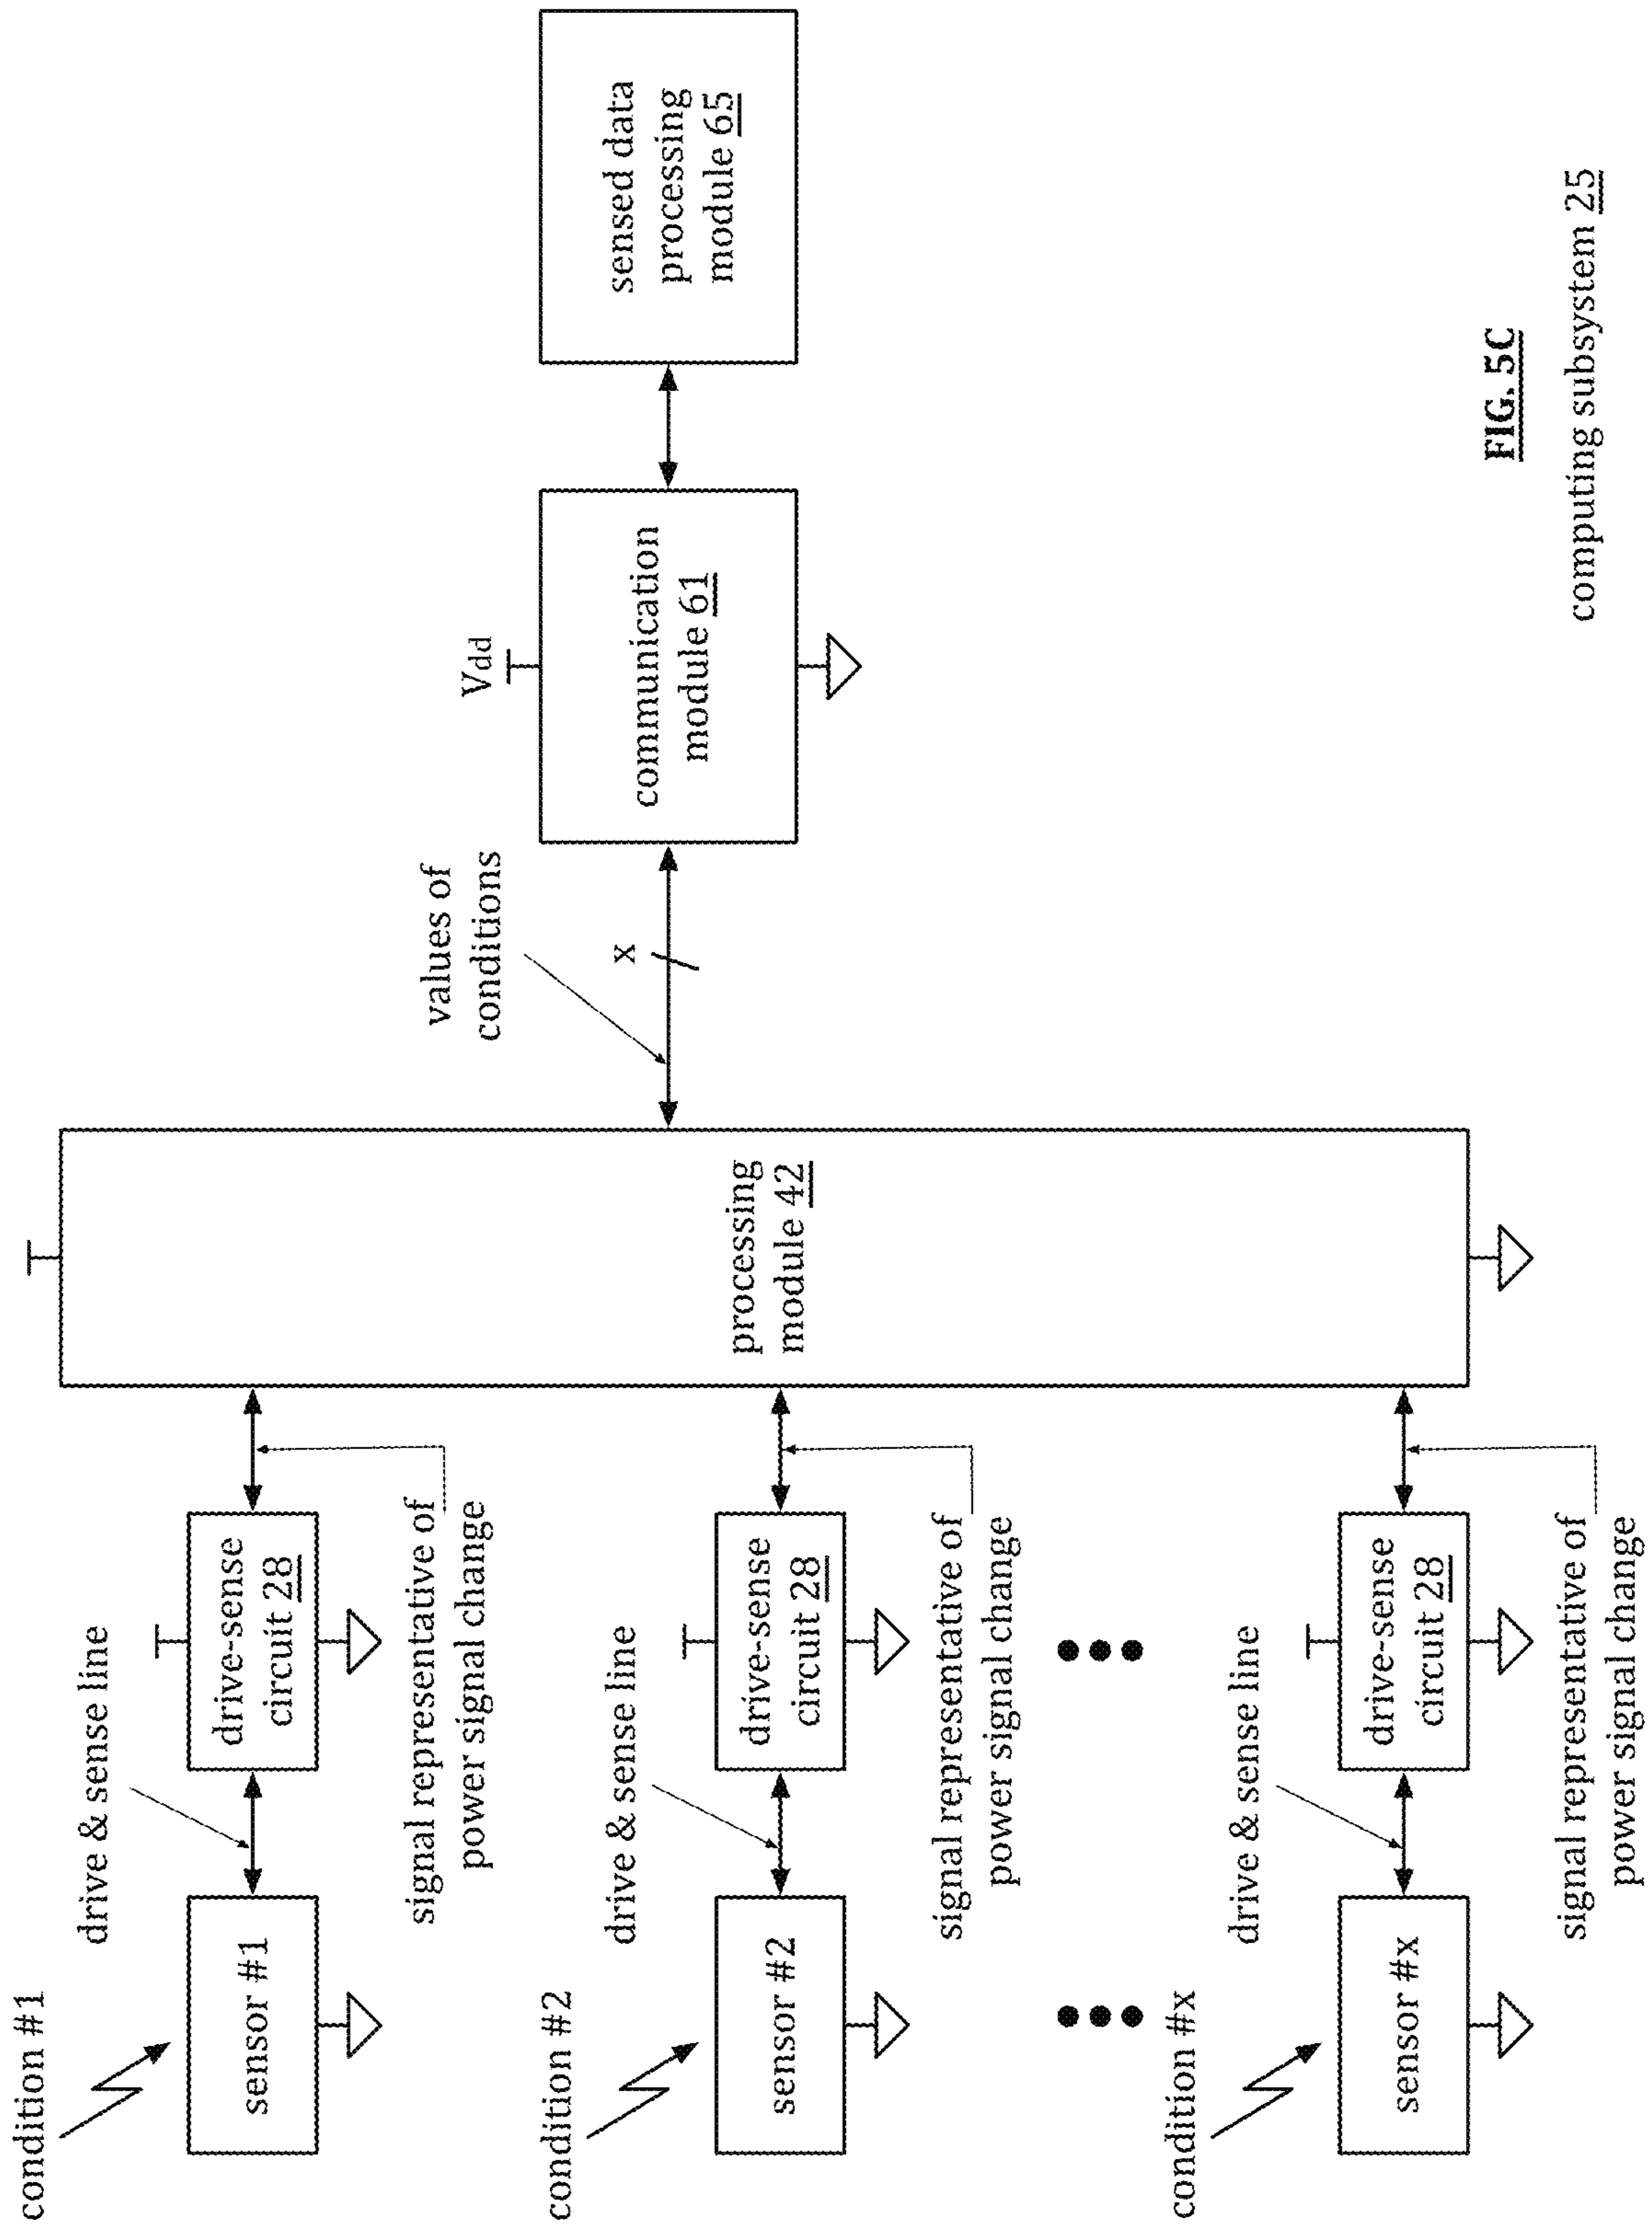 condition #1
drive & sense line
sensor #1
drive-sense
circuit 28
signal representative of
power signal change
condition #2
drive & sense line
sensor #2
drive-sense
circuit 28
signal representative of
power signal change
condition #x
drive & sense line
sensor #x
drive-sense
circuit 28
signal representative of
power signal change
processing
module 42
values of
conditions
x
Vdd
communication
module 61
sensed data
processing
module 65
FIG. 5C
computing subsystem 25